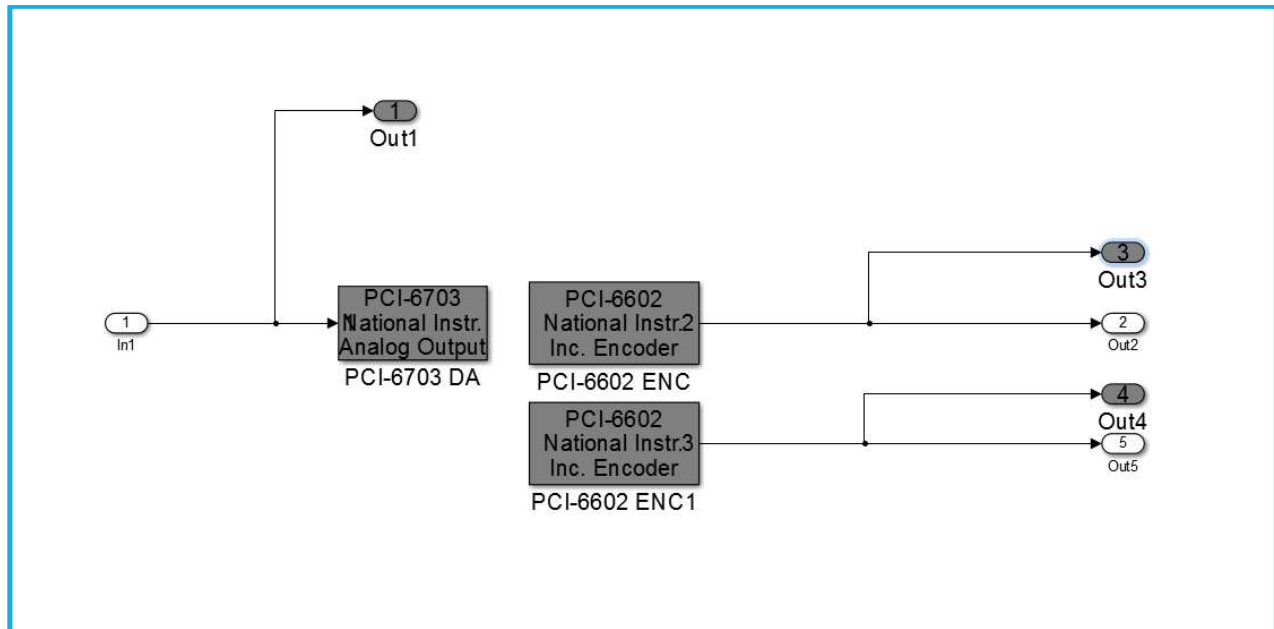 1
Out1
3
Out3
1
In1
PCI-6703
1
National Instr.
Analog Output
PCI-6703 DA
PCI-6602
National Instr.2
Inc. Encoder
PCI-6602 ENC
2
Out2
PCI-6602
National Instr.3
Inc. Encoder
PCI-6602 ENC1
4
Out4
5
Out5